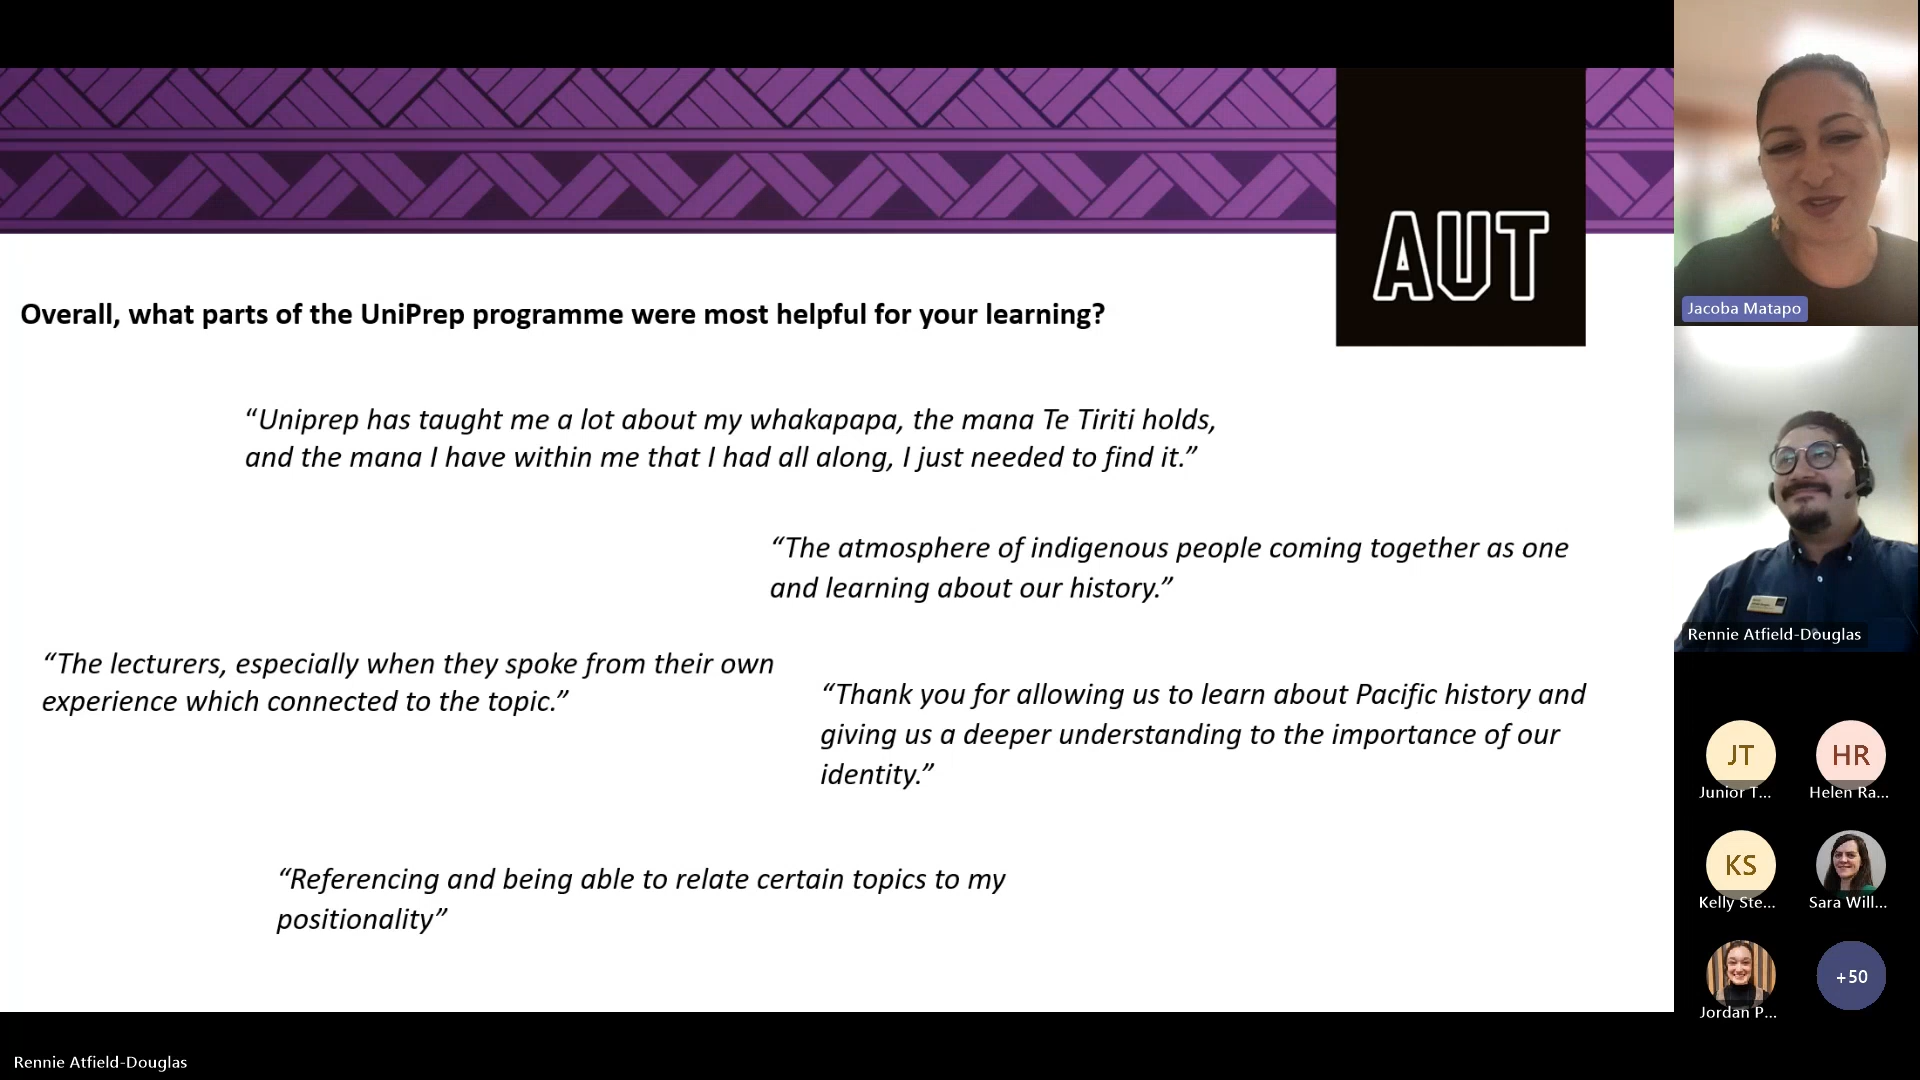 AUT
Overall, what parts of the UniPrep programme were most helpful for your learning?
“Uniprep has taught me a lot about my whakapapa, the mana Te Tiriti holds,
and the mana I have within me that I had all along, I just needed to find it.”
“The atmosphere of indigenous people coming together as one
and learning about our history.”
“The lecturers, especially when they spoke from their own
experience which connected to the topic.”
“Thank you for allowing us to learn about Pacific history and
giving us a deeper understanding to the importance of our
identity.”
“Referencing and being able to relate certain topics to my
positionality”
Rennie Atfield-Douglas
Jacoba Matapo
Rennie Atfield-Douglas
JT
Junior T...
HR
Helen Ra...
KS
Kelly Ste...
Sara Will...
Jordan P...
+50